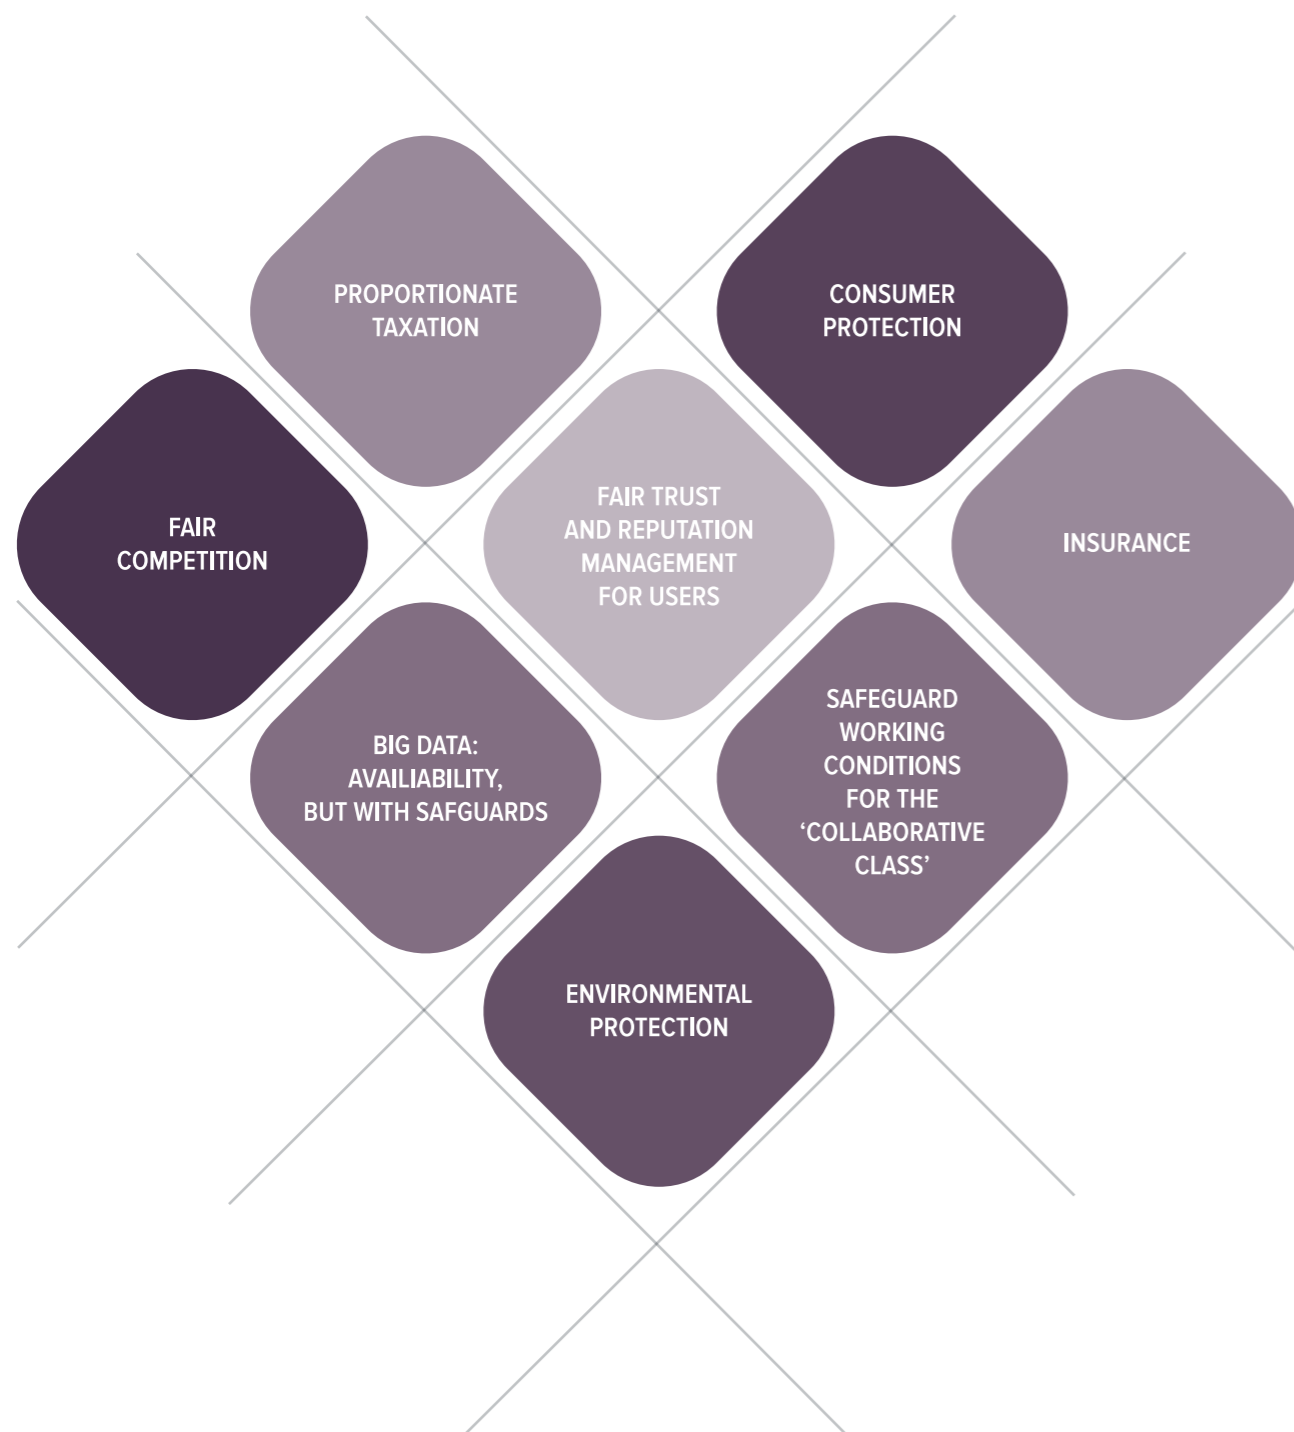 PROPORTIONATE
TAXATION
CONSUMER
PROTECTION
FAIR
COMPETITION
FAIR TRUST
AND REPUTATION
MANAGEMENT
FOR USERS
INSURANCE
BIG DATA:
AVAILIABILITY,
BUT WITH SAFGUARDS
SAFEGUARD
WORKING
CONDITIONS
FOR THE
‘COLLABORATIVE
CLASS’
ENVIRONMENTAL
PROTECTION